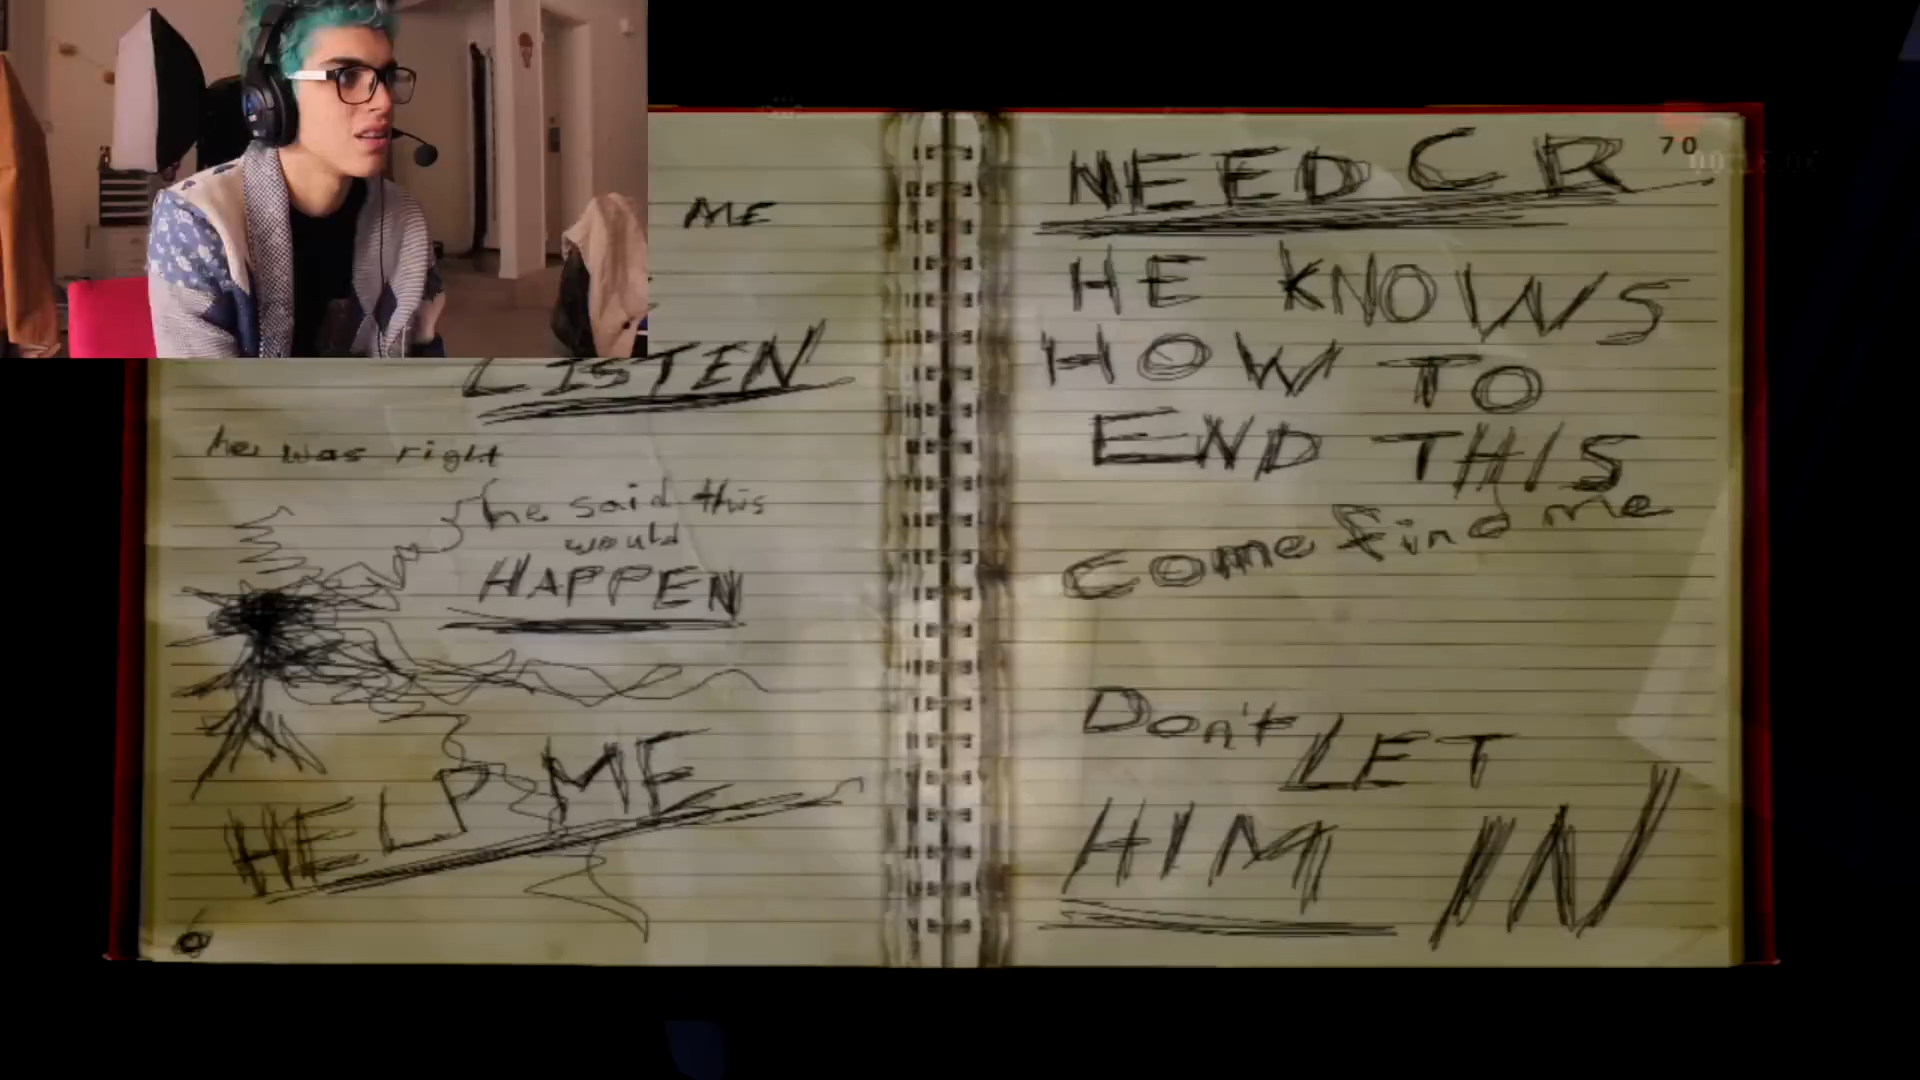 ME
LISTEN
he was right
he said this
would
HAPPEN
HELP ME
70
NEED CR
HE KNOWS
HOW TO
END THIS
come find me
Don't LET
HIM IN